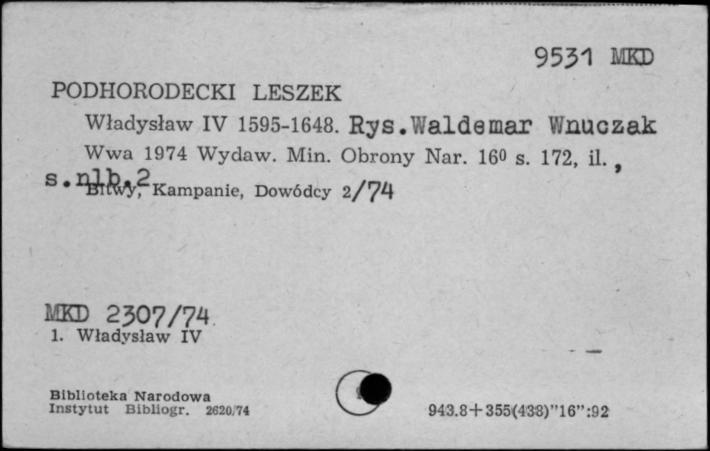 9531 MKD
PODHORODECKI LESZEK
Władysław IV 1595-1648. Rys.Waldemar Wnuczak
Wwa 1974 Wydaw. Min. Obrony Nar. 16⁰ s. 172, il.,
s.nlb.2
Bitwy, Kampanie, Dowódcy 2/74
MKD 2307/74
1. Władysław IV
Biblioteka Narodowa
Instytut Bibliogr. 2620/74
943.8+355(438)"16":92